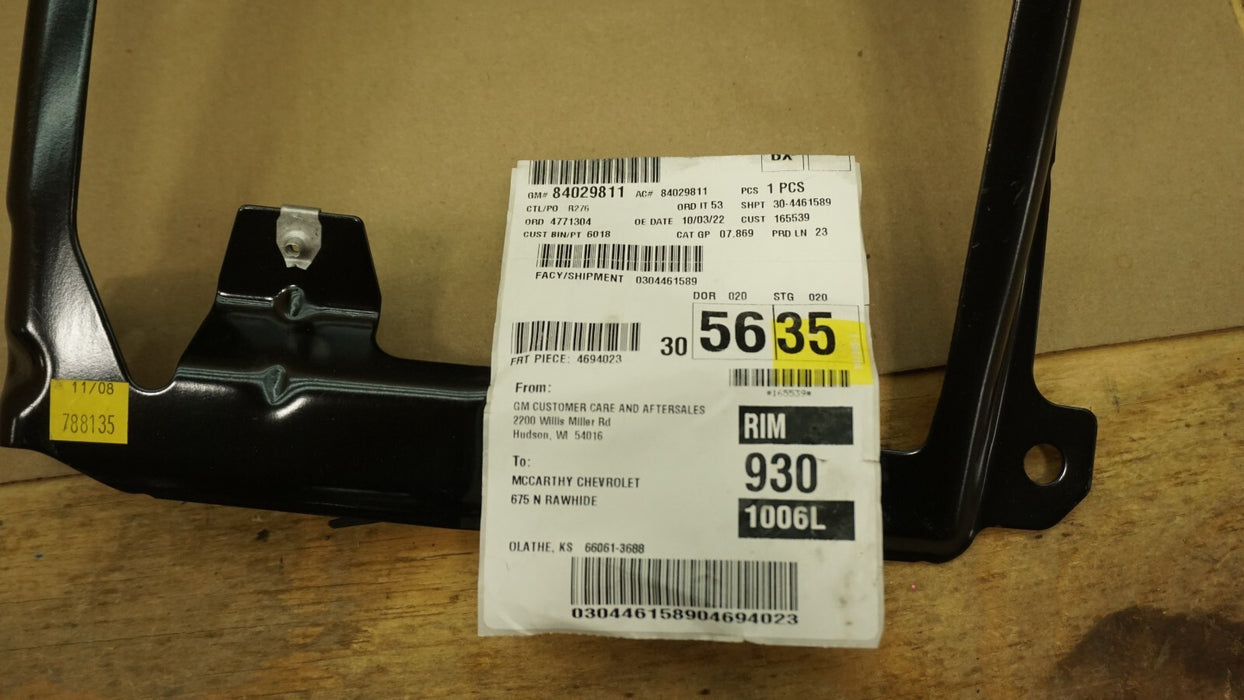 DX
GM# 84029811 AC# 84029811 PCS 1 PCS
CTL/PO R276 ORD IT 53 SHPT 30-4461589
ORD 4771304 OE DATE 10/03/22 CUST 165539
CUST BIN/PT 6018 CAT GP 07.869 PRD LN 23
FACY/SHIPMENT 0304461589
DOR 020 STG 020
30 56 35
FRT PIECE: 4694023
*165539*
From:
GM CUSTOMER CARE AND AFTERSALES
2200 Willis Miller Rd
Hudson, WI 54016
RIM
930
1006L
To:
MCCARTHY CHEVROLET
675 N RAWHIDE
OLATHE, KS 66061-3688
030446158904694023
11/08
788135